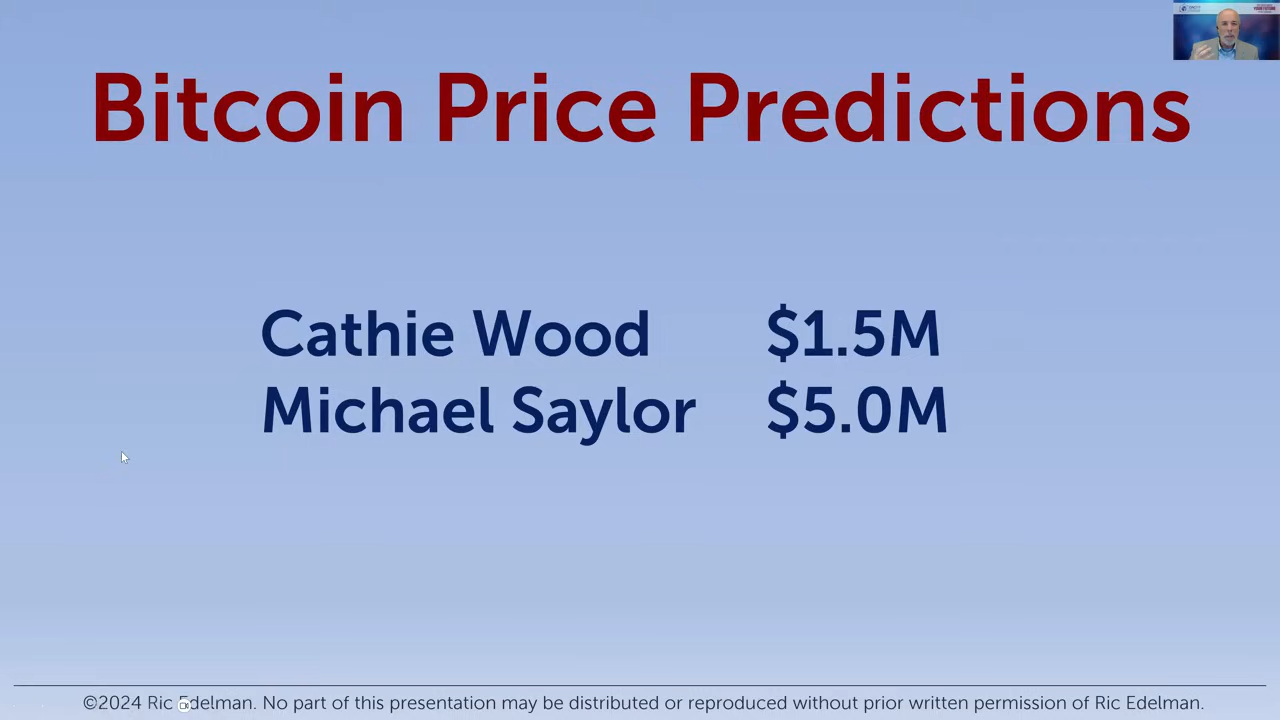 Bitcoin Price Predictions
Cathie Wood $1.5M
Michael Saylor $5.0M
©2024 Ric Edelman. No part of this presentation may be distributed or reproduced without prior written permission of Ric Edelman.